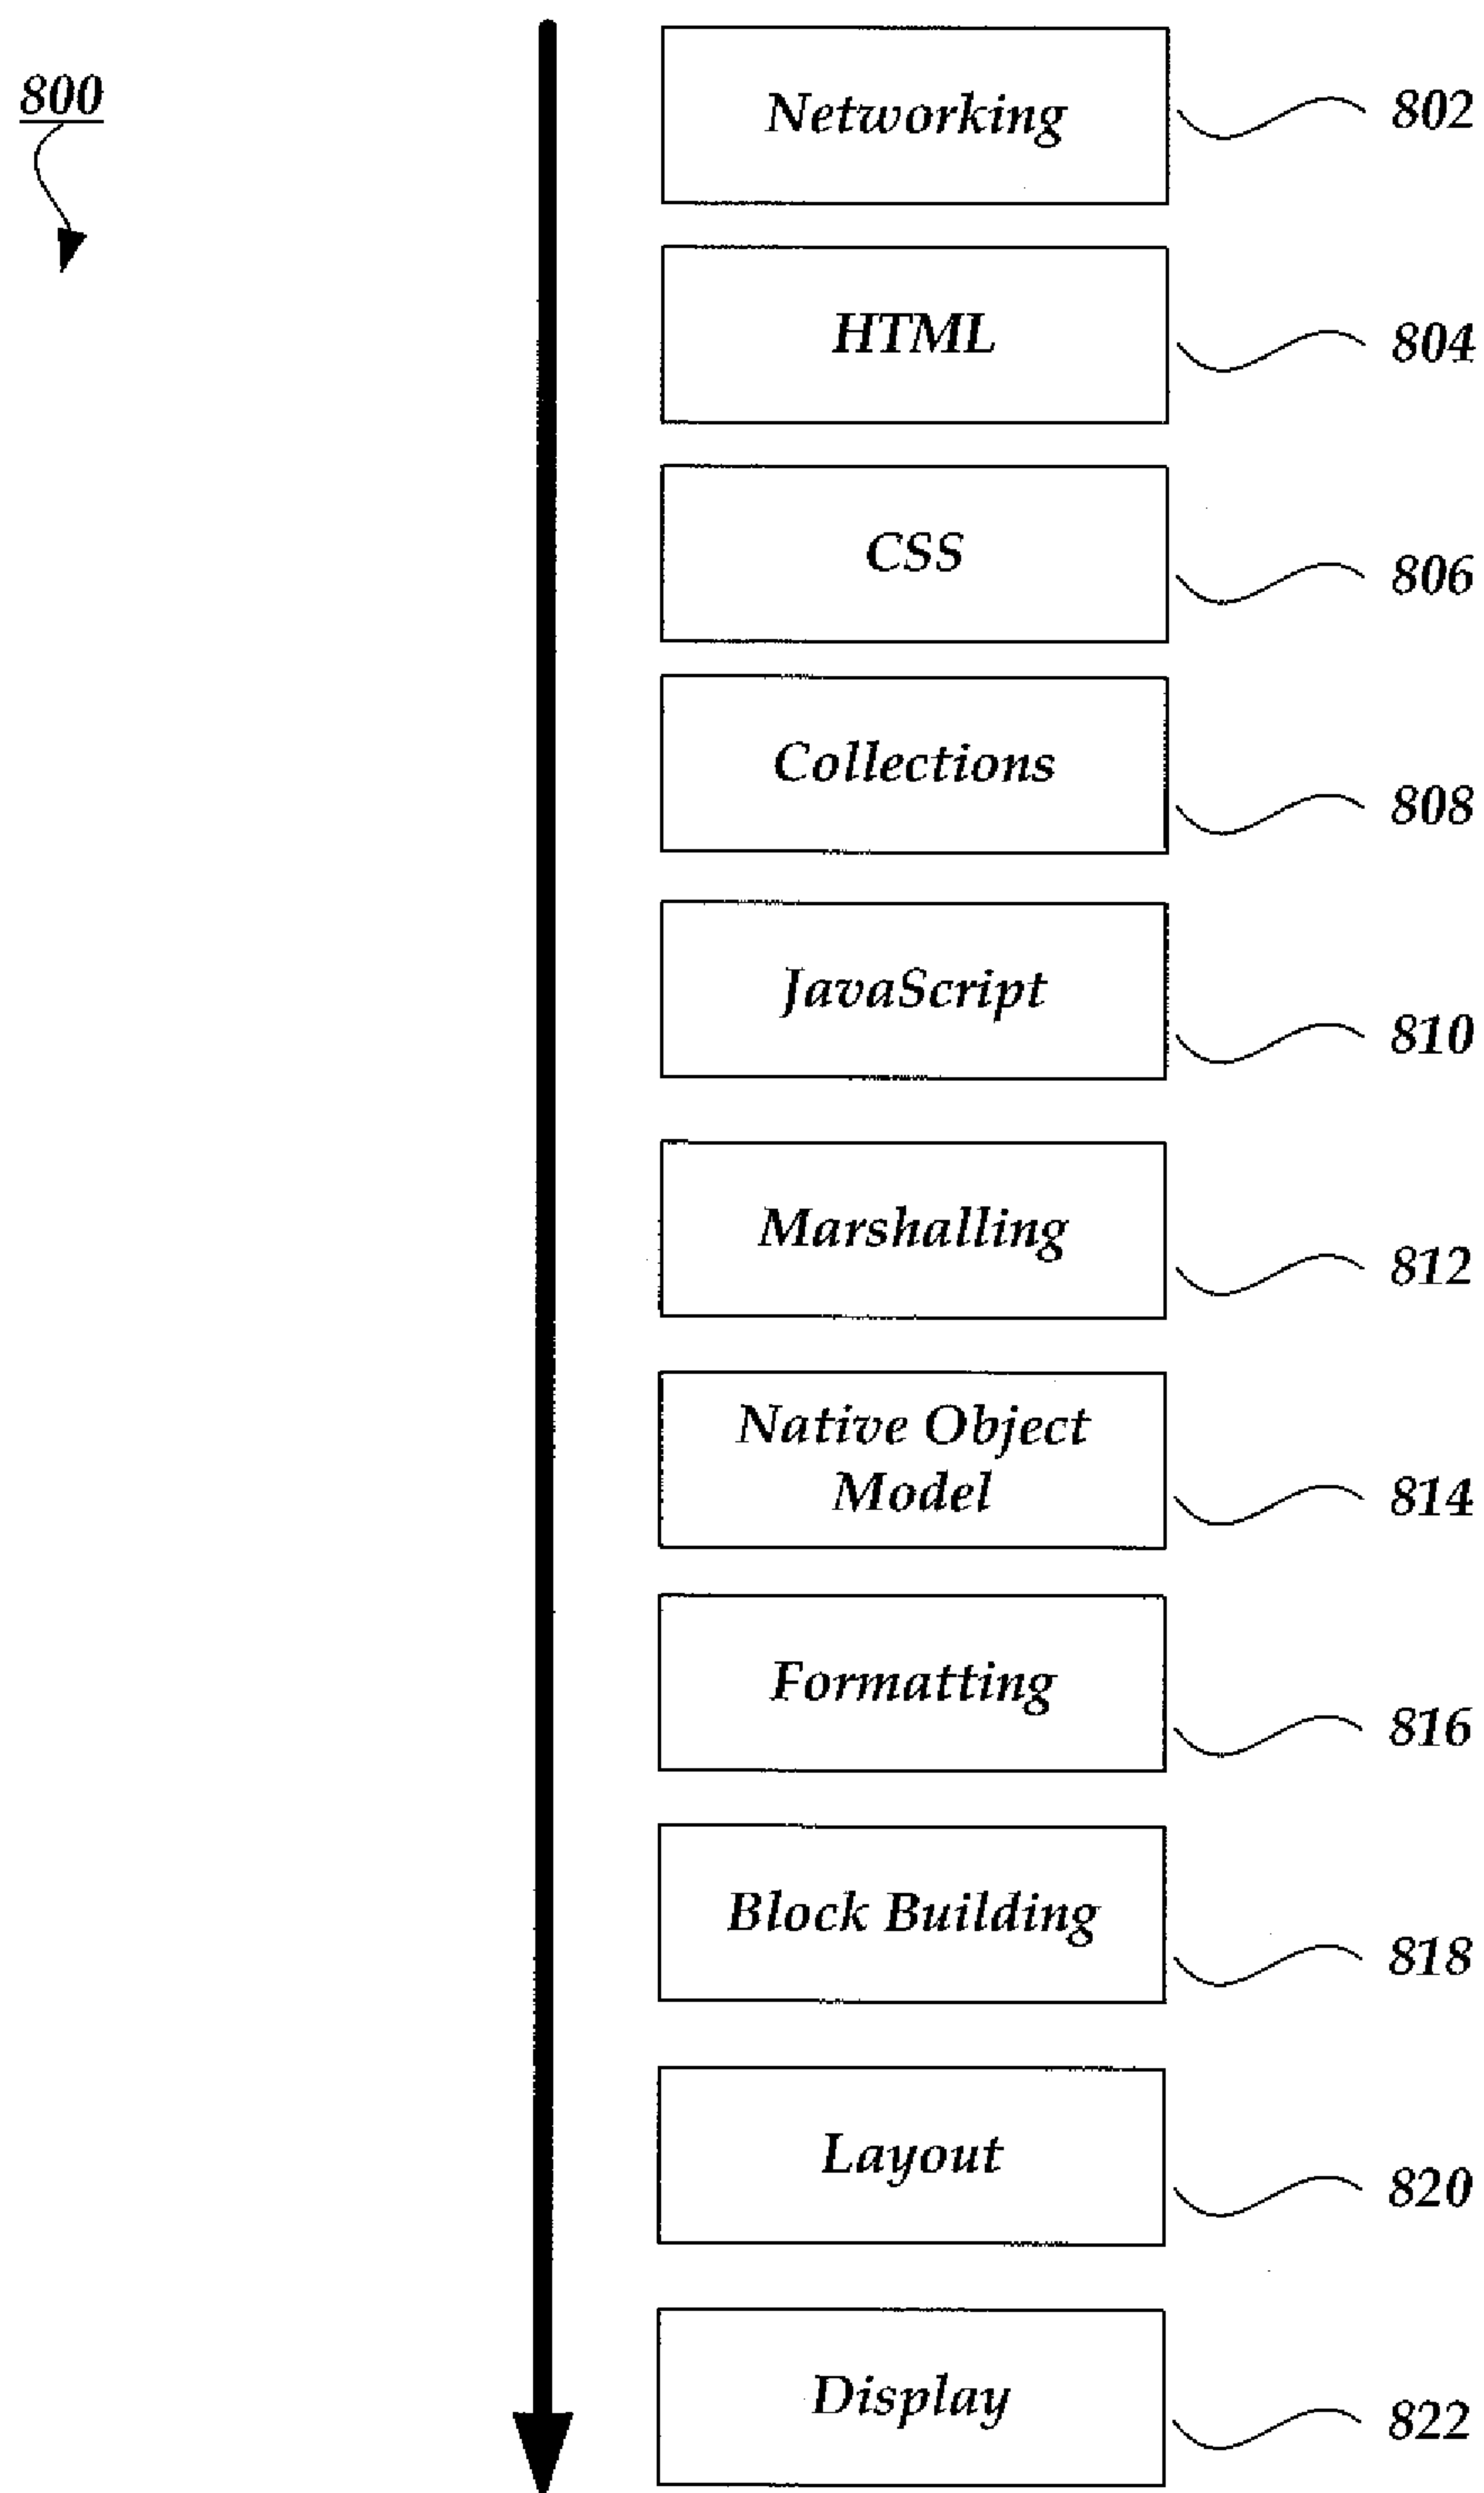 800
Networking
802
HTML
804
CSS
806
Collections
808
JavaScript
810
Marshalling
812
Native Object
Model
814
Formatting
816
Block Building
818
Layout
820
Display
822